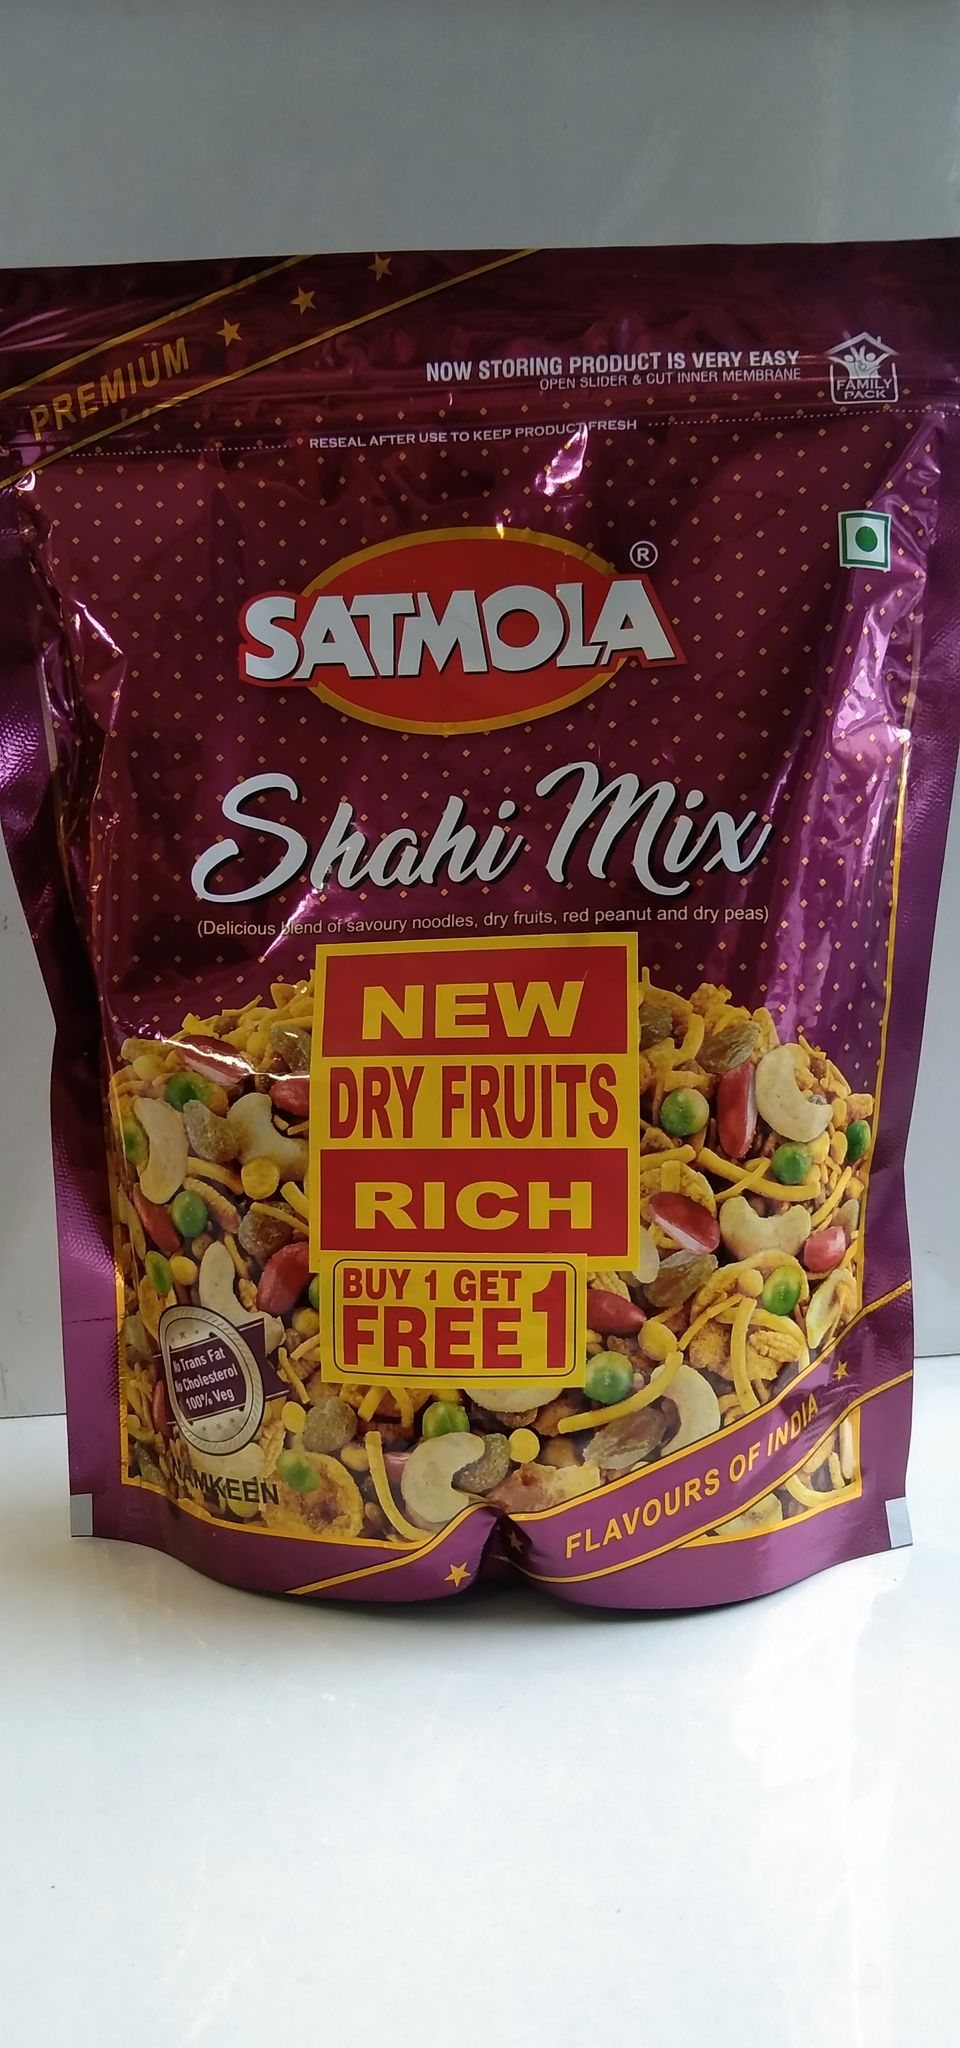 PREMIUM
NOW STORING PRODUCT IS VERY EASY
OPEN SLIDER & CUT INNER MEMBRANE
FAMILY
PACK
RESEAL AFTER USE TO KEEP PRODUCT FRESH
SATMOLA®
Shahi Mix
(Delicious blend of savoury noodles, dry fruits, red peanut and dry peas)
NEW
DRY FRUITS
RICH
BUY 1 GET
FREE 1
No Trans Fat
No Cholesterol
100% Veg
NAMKEEN
FLAVOURS OF INDIA